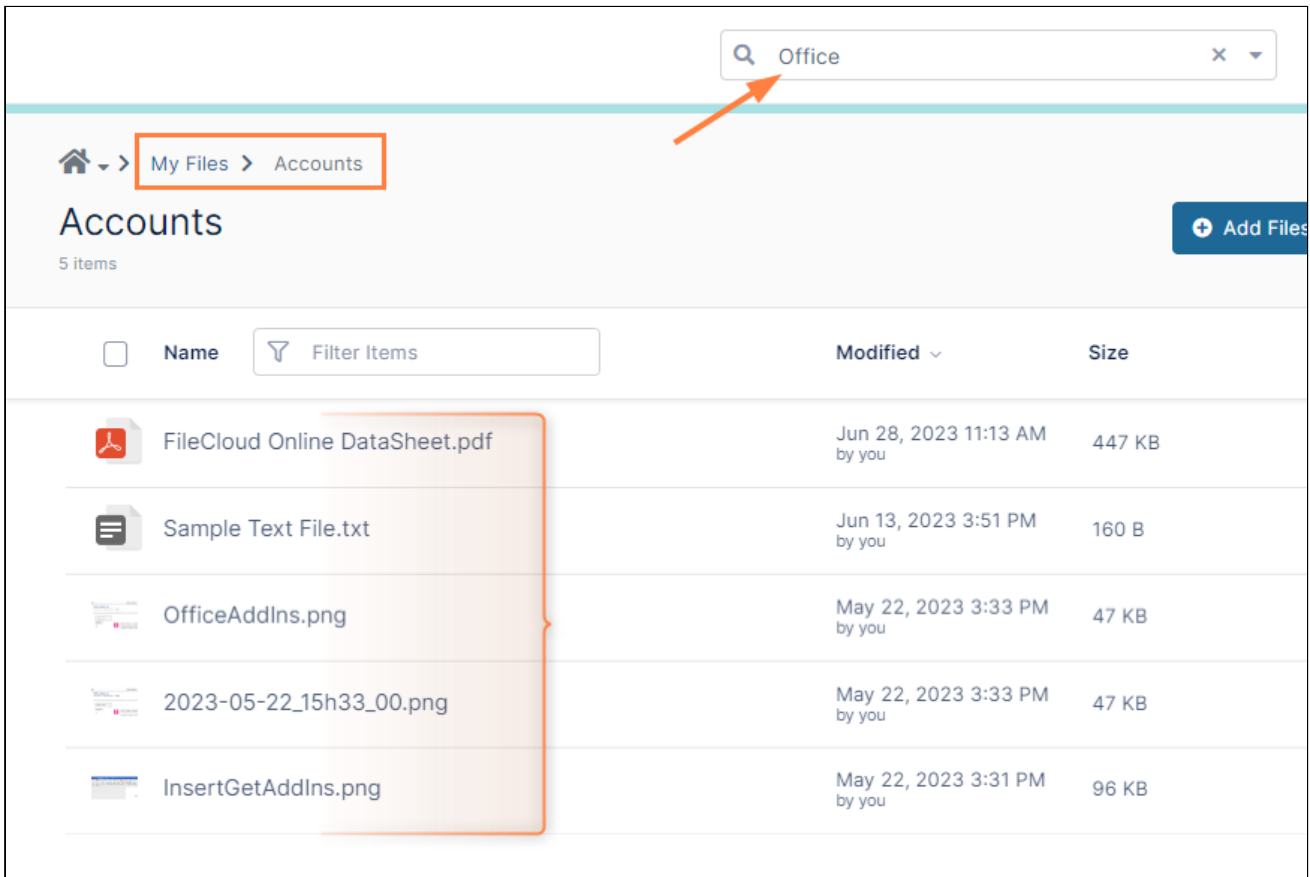 Office
My Files Accounts
Accounts
Add Files
5 items
Name Filter Items Modified Size
FileCloud Online DataSheet.pdf Jun 28, 2023 11:13 AM 447 KB
by you
Sample Text File.txt Jun 13, 2023 3:51 PM 160 B
by you
OfficeAddIns.png May 22, 2023 3:33 PM 47 KB
by you
2023-05-22_15h33_00.png May 22, 2023 3:33 PM 47 KB
by you
InsertGetAddIns.png May 22, 2023 3:31 PM 96 KB
by you